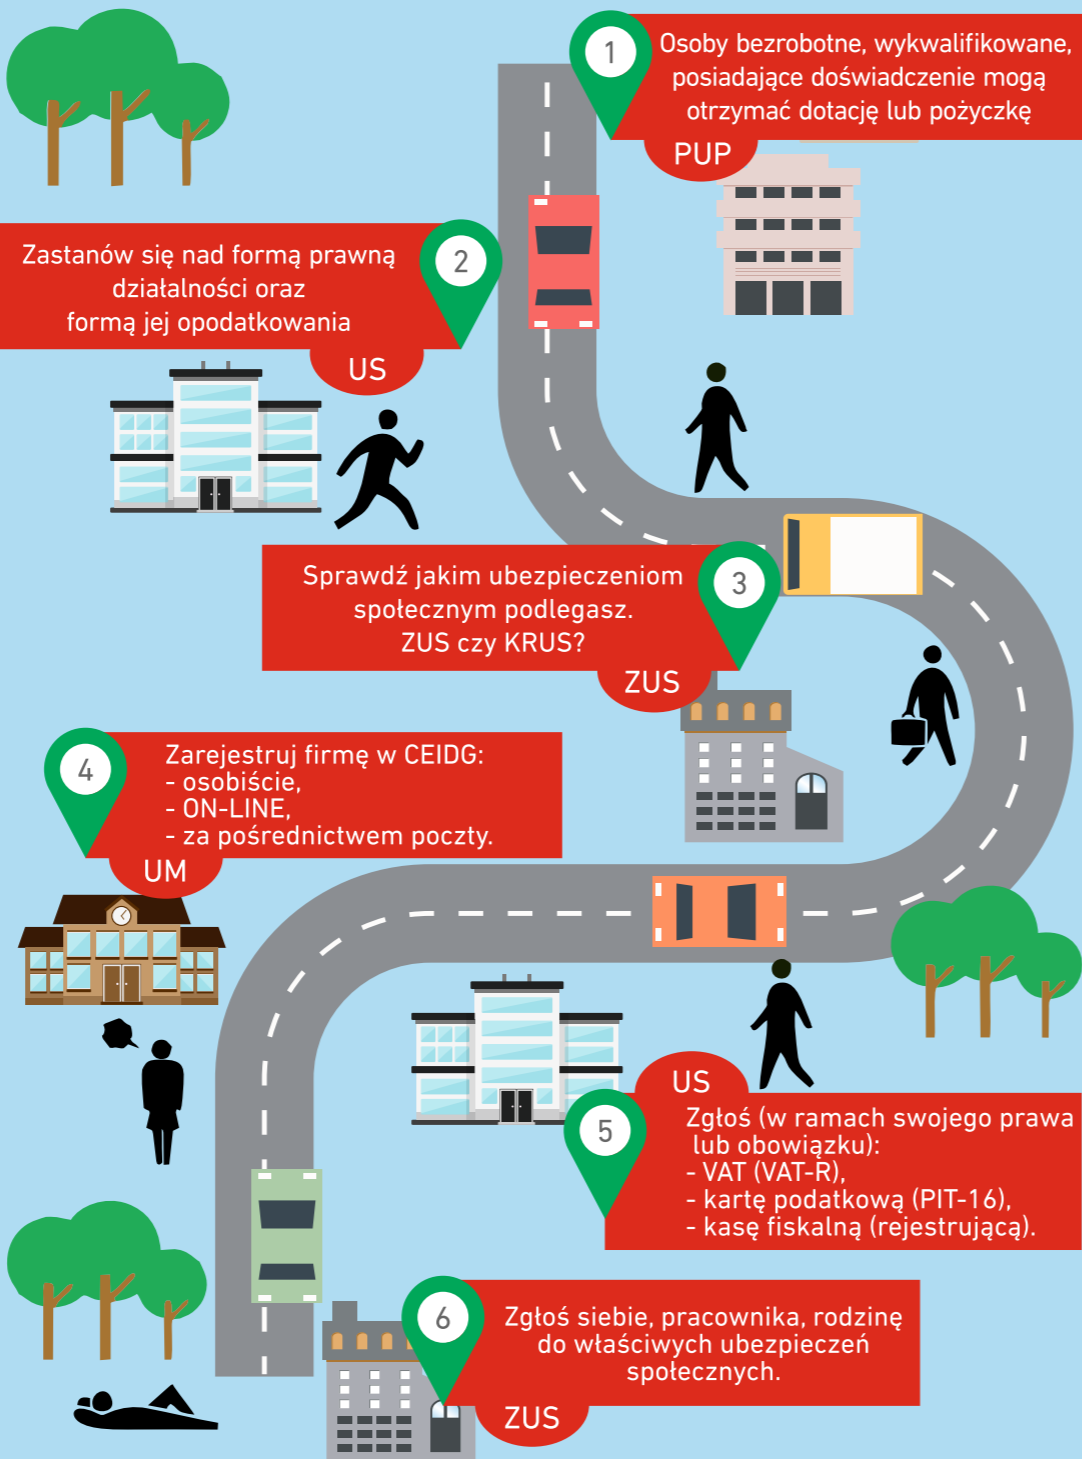 1
Osoby bezrobotne, wykwalifikowane,
posiadające doświadczenie mogą
otrzymać dotację lub pożyczkę
PUP
2
Zastanów się nad formą prawną
działalności oraz
formą jej opodatkowania
US
3
Sprawdź jakim ubezpieczeniom
społecznym podlegasz.
ZUS czy KRUS?
ZUS
4
Zarejestruj firmę w CEIDG:
- osobiście,
- ON-LINE,
- za pośrednictwem poczty.
UM
US
5
Zgłoś (w ramach swojego prawa
lub obowiązku):
- VAT (VAT-R),
- kartę podatkową (PIT-16),
- kasę fiskalną (rejestrującą).
6
Zgłoś siebie, pracownika, rodzinę
do właściwych ubezpieczeń
społecznych.
ZUS